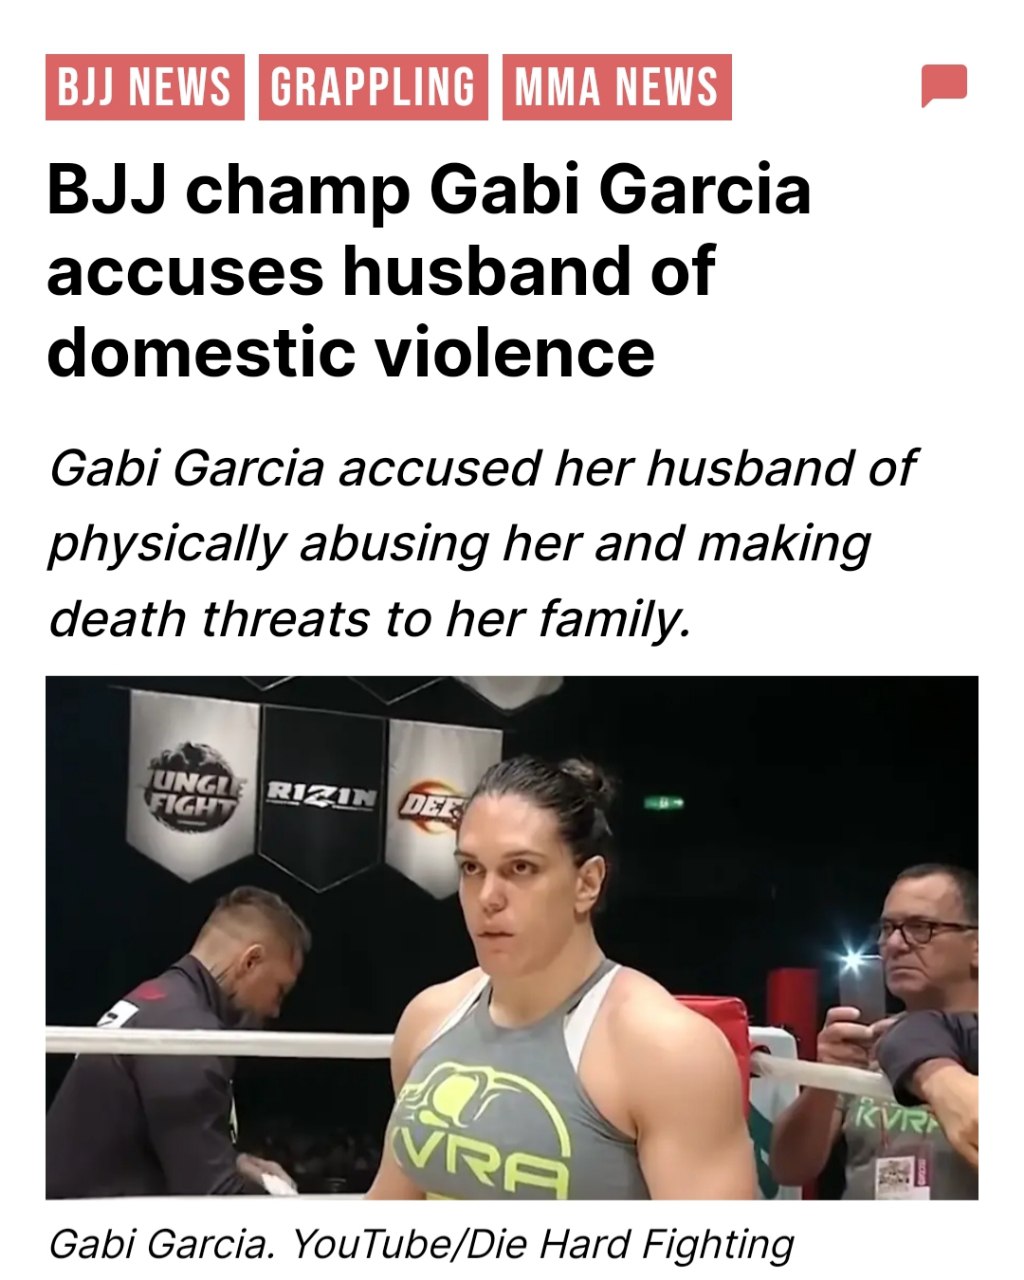 BJJ NEWS GRAPPLING MMA NEWS
BJJ champ Gabi Garcia
accuses husband of
domestic violence
Gabi Garcia accused her husband of
physically abusing her and making
death threats to her family.
JUNGLE
FIGHT
RIZIN
DEE
KVRA
KVRA
Gabi Garcia. YouTube/Die Hard Fighting